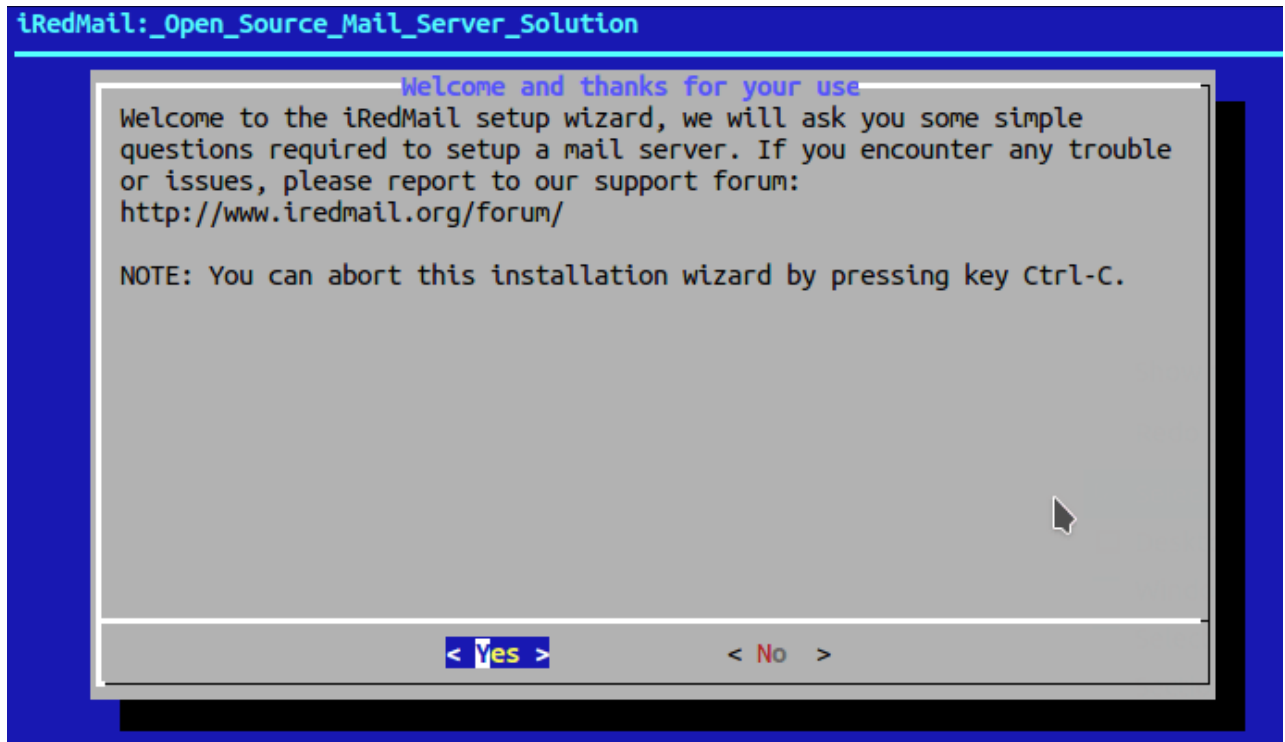 iRedMail:_Open_Source_Mail_Server_Solution
Welcome and thanks for your use
Welcome to the iRedMail setup wizard, we will ask you some simple
questions required to setup a mail server. If you encounter any trouble
or issues, please report to our support forum:
http://www.iredmail.org/forum/
NOTE: You can abort this installation wizard by pressing key Ctrl-C.
< Yes > < No >